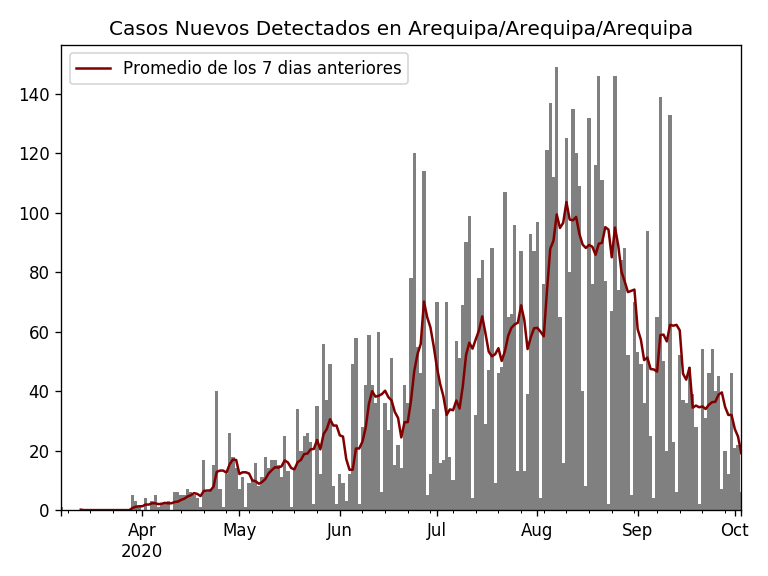 Casos Nuevos Detectados en Arequipa/Arequipa/Arequipa
Promedio de los 7 dias anteriores
140
120
100
80
60
40
20
0
Apr
May
Jun
Jul
Aug
Sep
Oct
2020